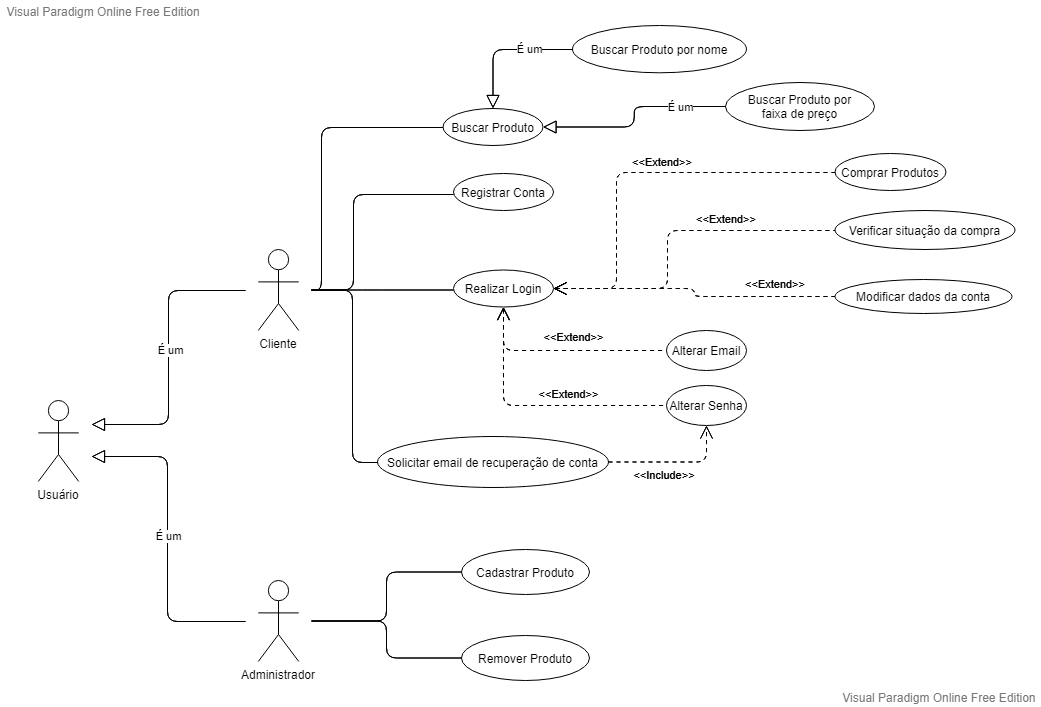 Visual Paradigm Online Free Edition
É um
Buscar Produto por nome
Buscar Produto
É um
Buscar Produto por
faixa de preço
<<Extend>>
Comprar Produtos
Registrar Conta
<<Extend>>
Verificar situação da compra
Realizar Login
<<Extend>>
Modificar dados da conta
Cliente
<<Extend>>
Alterar Email
É um
<<Extend>>
Alterar Senha
Solicitar email de recuperação de conta
<<Include>>
Usuário
É um
Cadastrar Produto
Remover Produto
Administrador
Visual Paradigm Online Free Edition